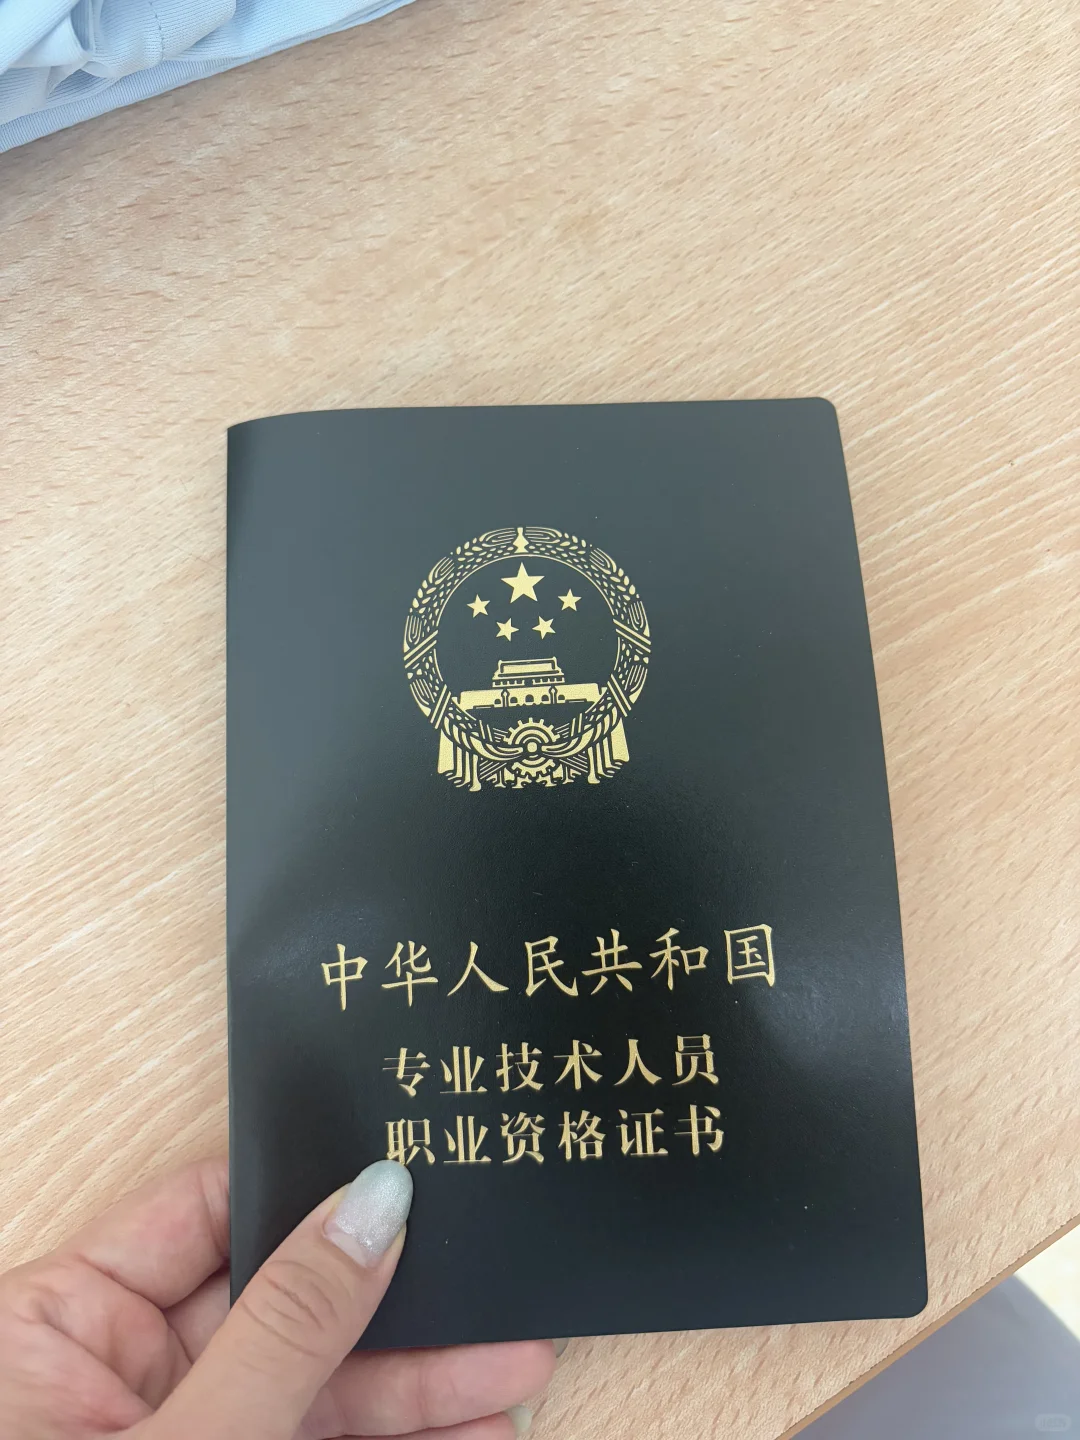 中华人民共和国
专业技术人员
职业资格证书